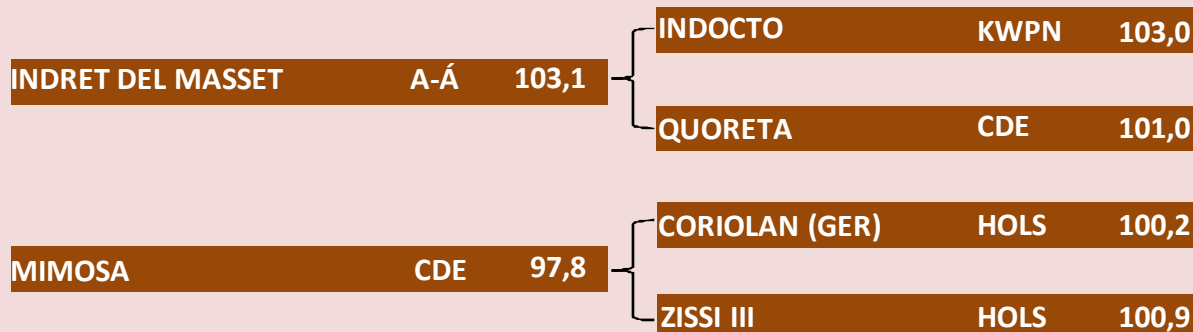 INDOCTO KWPN 103,0
INDRET DEL MASSET A-Á 103,1
QUORETA CDE 101,0
CORIOLAN (GER) HOLS 100,2
MIMOSA CDE 97,8
ZISSI III HOLS 100,9